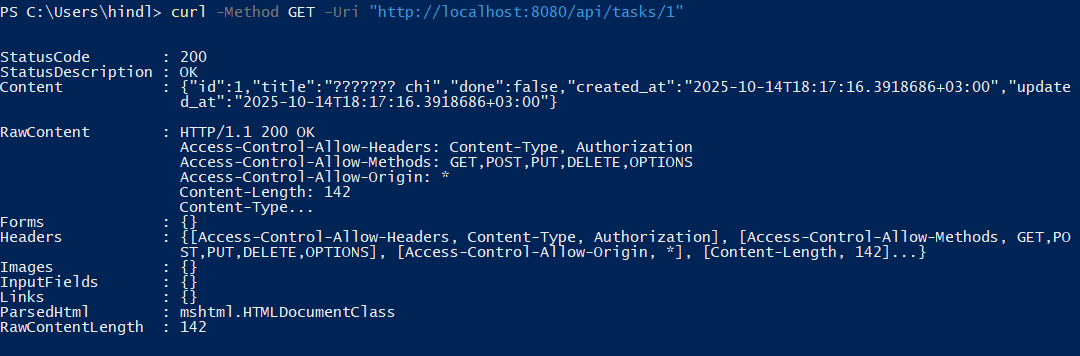 PS C:\Users\hindl> curl -Method GET -Uri "http://localhost:8080/api/tasks/1"
StatusCode : 200
StatusDescription : OK
Content : {"id":1,"title":"??????? chi","done":false,"created_at":"2025-10-14T18:17:16.3918686+03:00","update
d_at":"2025-10-14T18:17:16.3918686+03:00"}
RawContent : HTTP/1.1 200 OK
Access-Control-Allow-Headers: Content-Type, Authorization
Access-Control-Allow-Methods: GET,POST,PUT,DELETE,OPTIONS
Access-Control-Allow-Origin: *
Content-Length: 142
Content-Type...
Forms : {}
Headers : {[Access-Control-Allow-Headers, Content-Type, Authorization], [Access-Control-Allow-Methods, GET,PO
ST,PUT,DELETE,OPTIONS], [Access-Control-Allow-Origin, *], [Content-Length, 142]...}
Images : {}
InputFields : {}
Links : {}
ParsedHtml : mshtml.HTMLDocumentClass
RawContentLength : 142